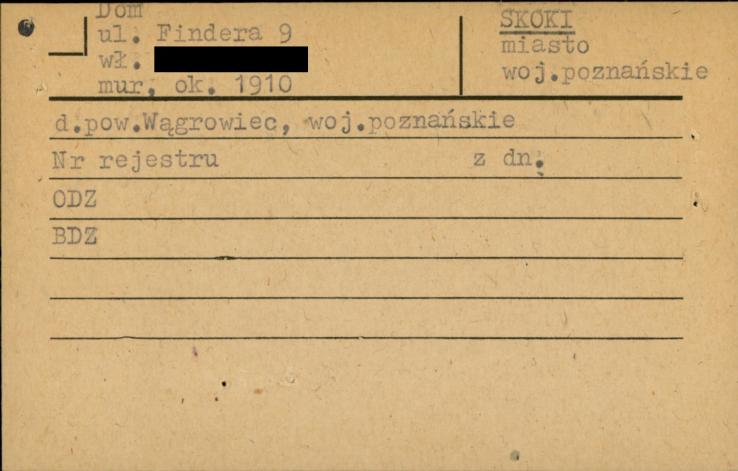 Dom
ul. Findera 9
wł.
mur, ok. 1910
SKOKI
miasto
woj.poznańskie
d.pow.Wągrowiec, woj.poznańskie
Nr rejestru z dn.
ODZ
BDZ